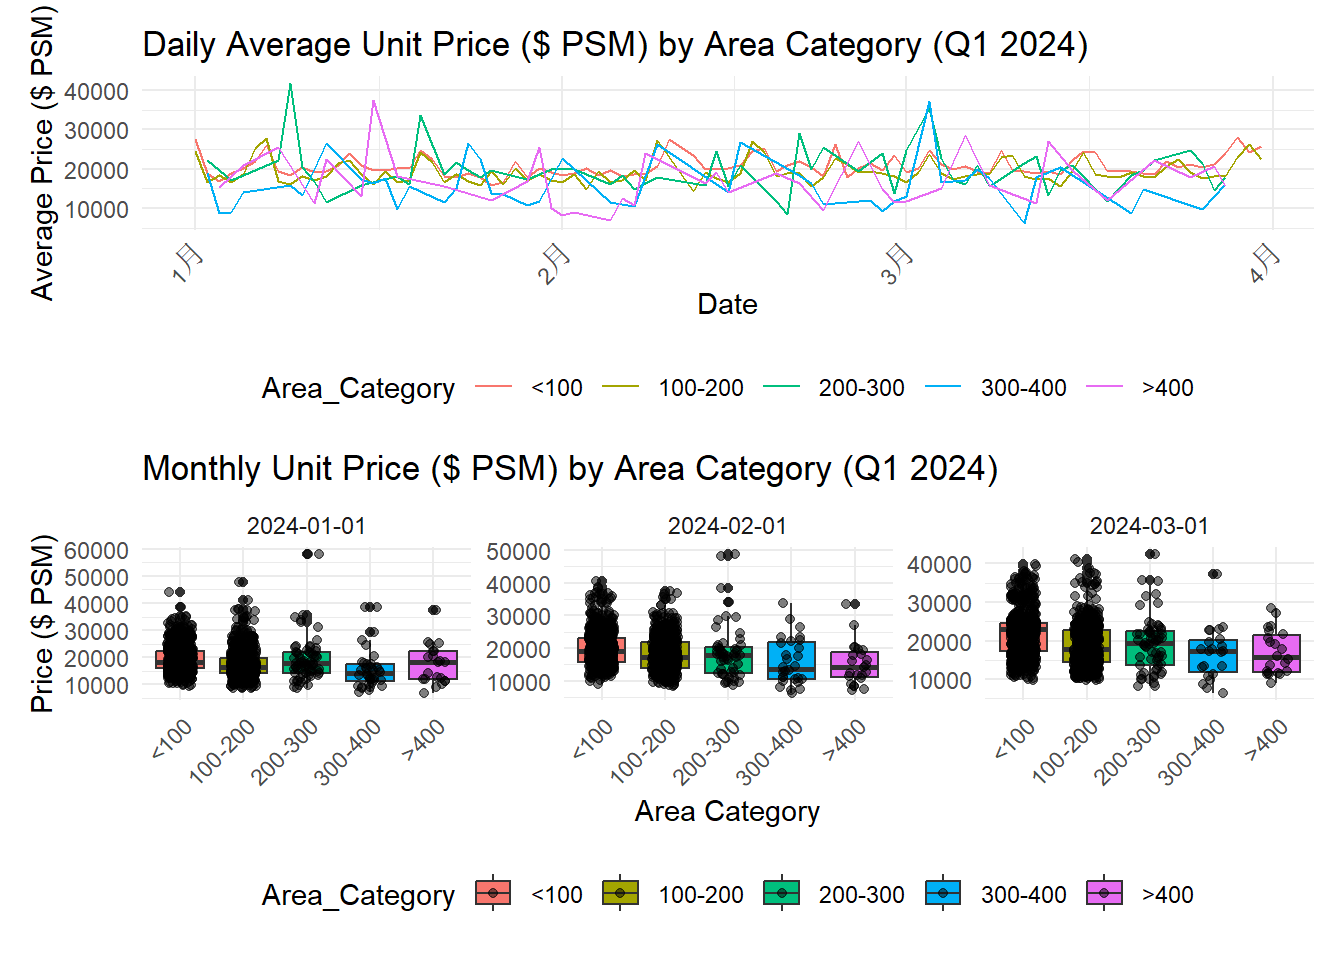 Daily Average Unit Price ($ PSM) by Area Category (Q1 2024)
Average Price ($ PSM)
40000
30000
20000
10000
1月 2月 3月 4月
Date
Area_Category <100 100-200 200-300 300-400 >400
Monthly Unit Price ($ PSM) by Area Category (Q1 2024)
2024-01-01 2024-02-01 2024-03-01
Price ($ PSM)
60000
50000
40000
30000
20000
10000
50000
40000
30000
20000
10000
40000
30000
20000
10000
<100 100-200 200-300 300-400 >400 <100 100-200 200-300 300-400 >400 <100 100-200 200-300 300-400 >400
Area Category
Area_Category <100 100-200 200-300 300-400 >400